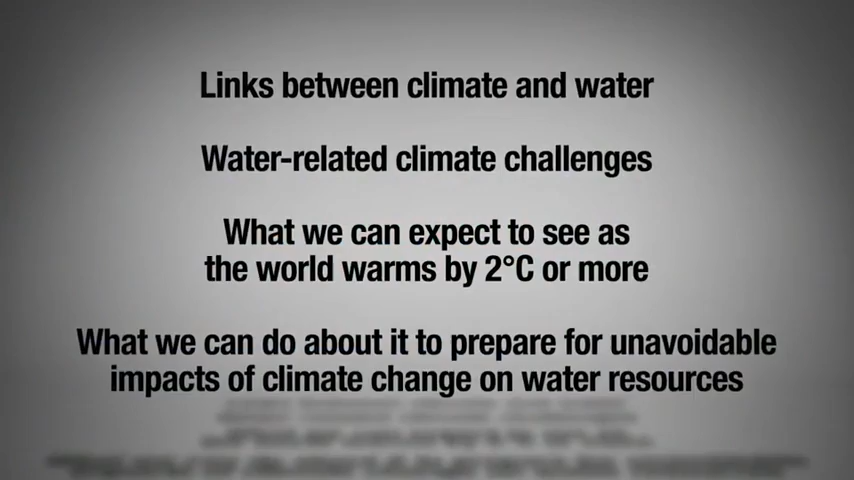 Links between climate and water
Water-related climate challenges
What we can expect to see as
the world warms by 2°C or more
What we can do about it to prepare for unavoidable
impacts of climate change on water resources